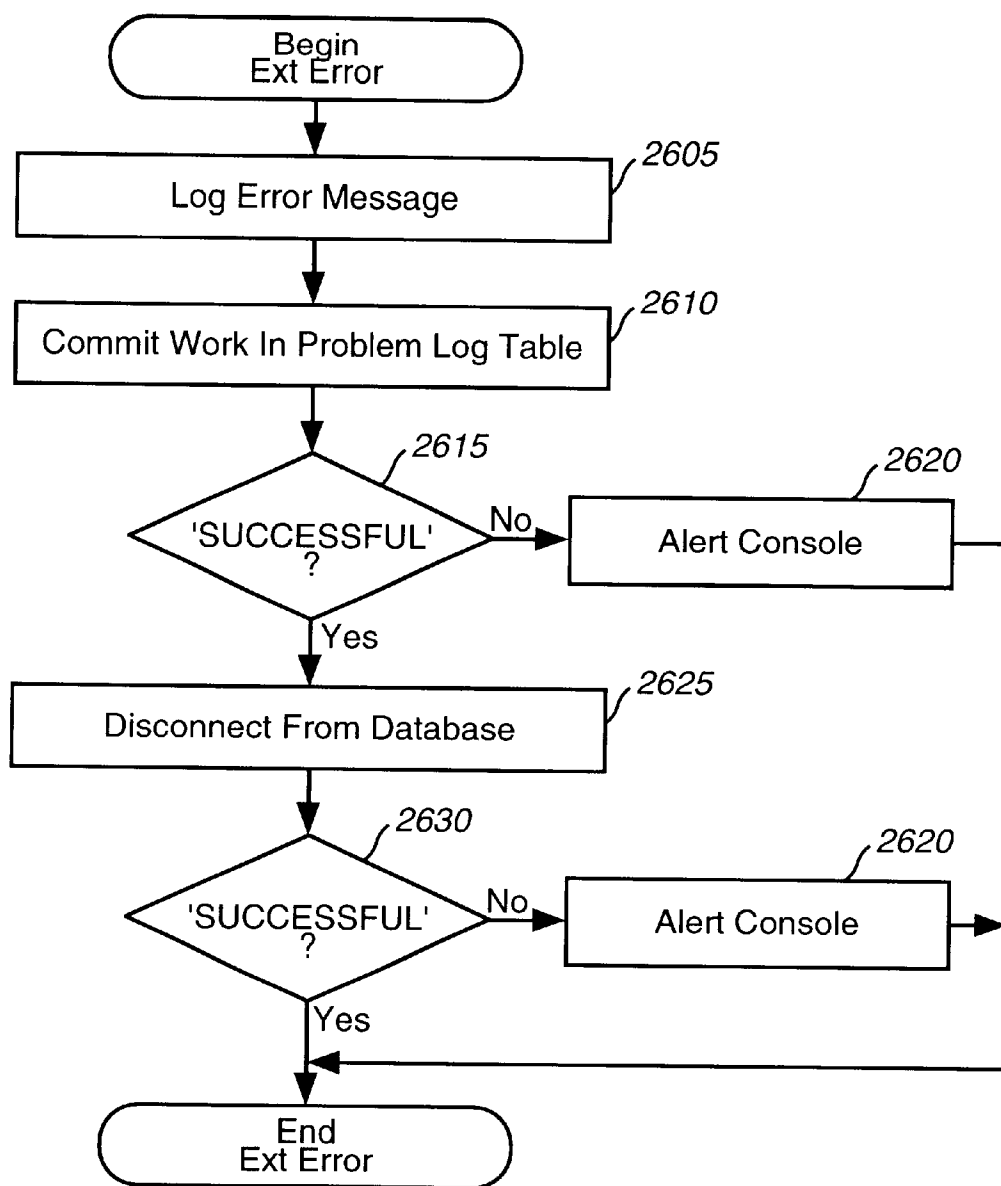 Begin
Ext Error
2605
Log Error Message
2610
Commit Work In Problem Log Table
2615
'SUCCESSFUL'
?
No
2620
Alert Console
Yes
2625
Disconnect From Database
2630
'SUCCESSFUL'
?
No
2620
Alert Console
Yes
End
Ext Error